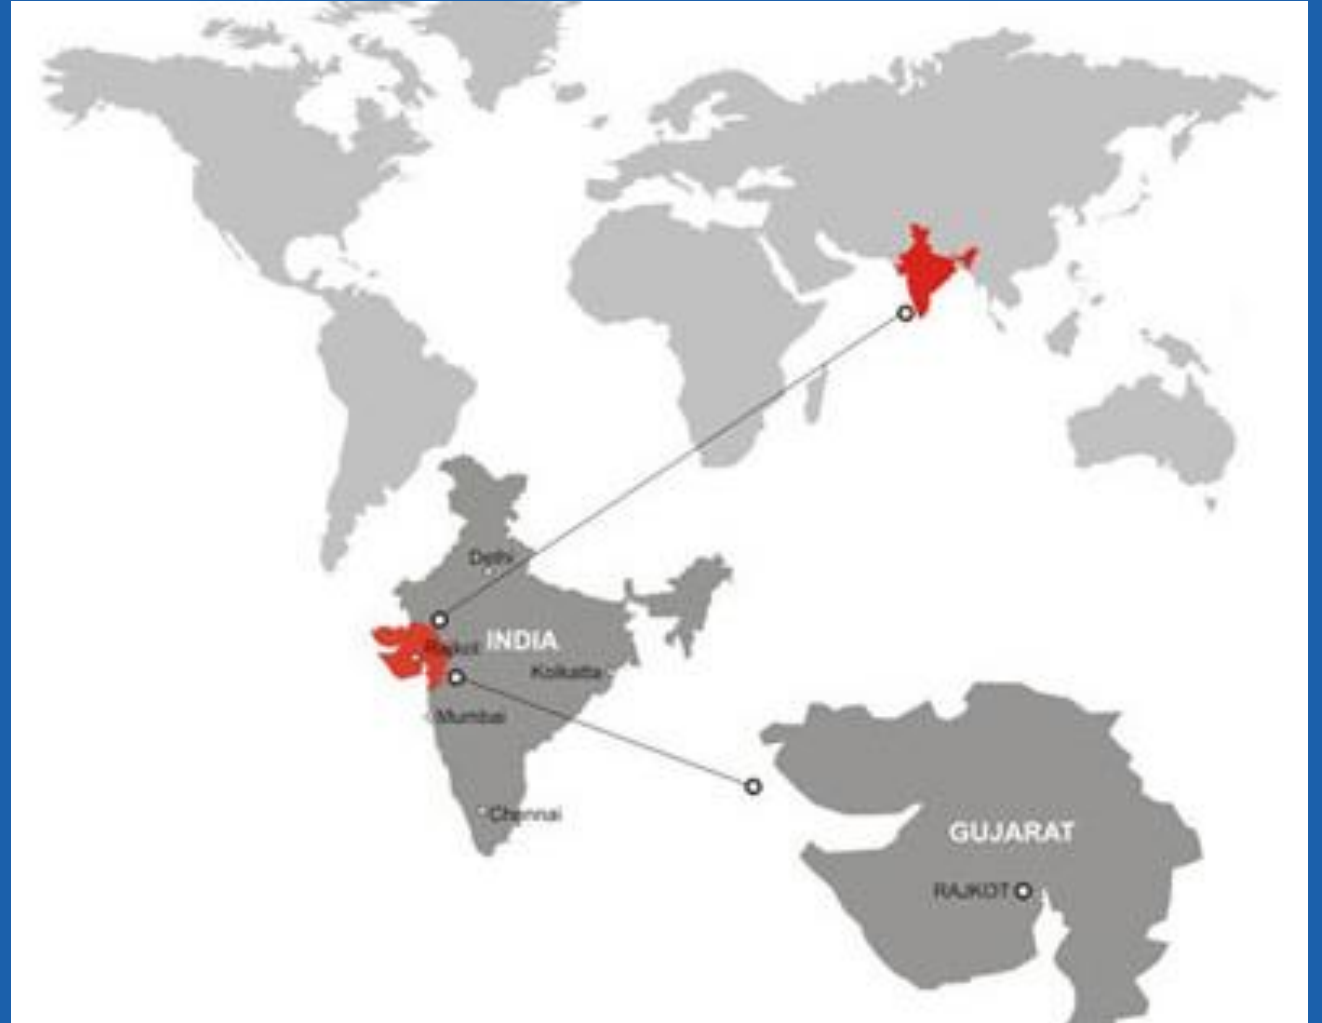 Delhi
INDIA
Rajkot
Kolkatta
Mumbai
Chennai
GUJARAT
RAJKOT